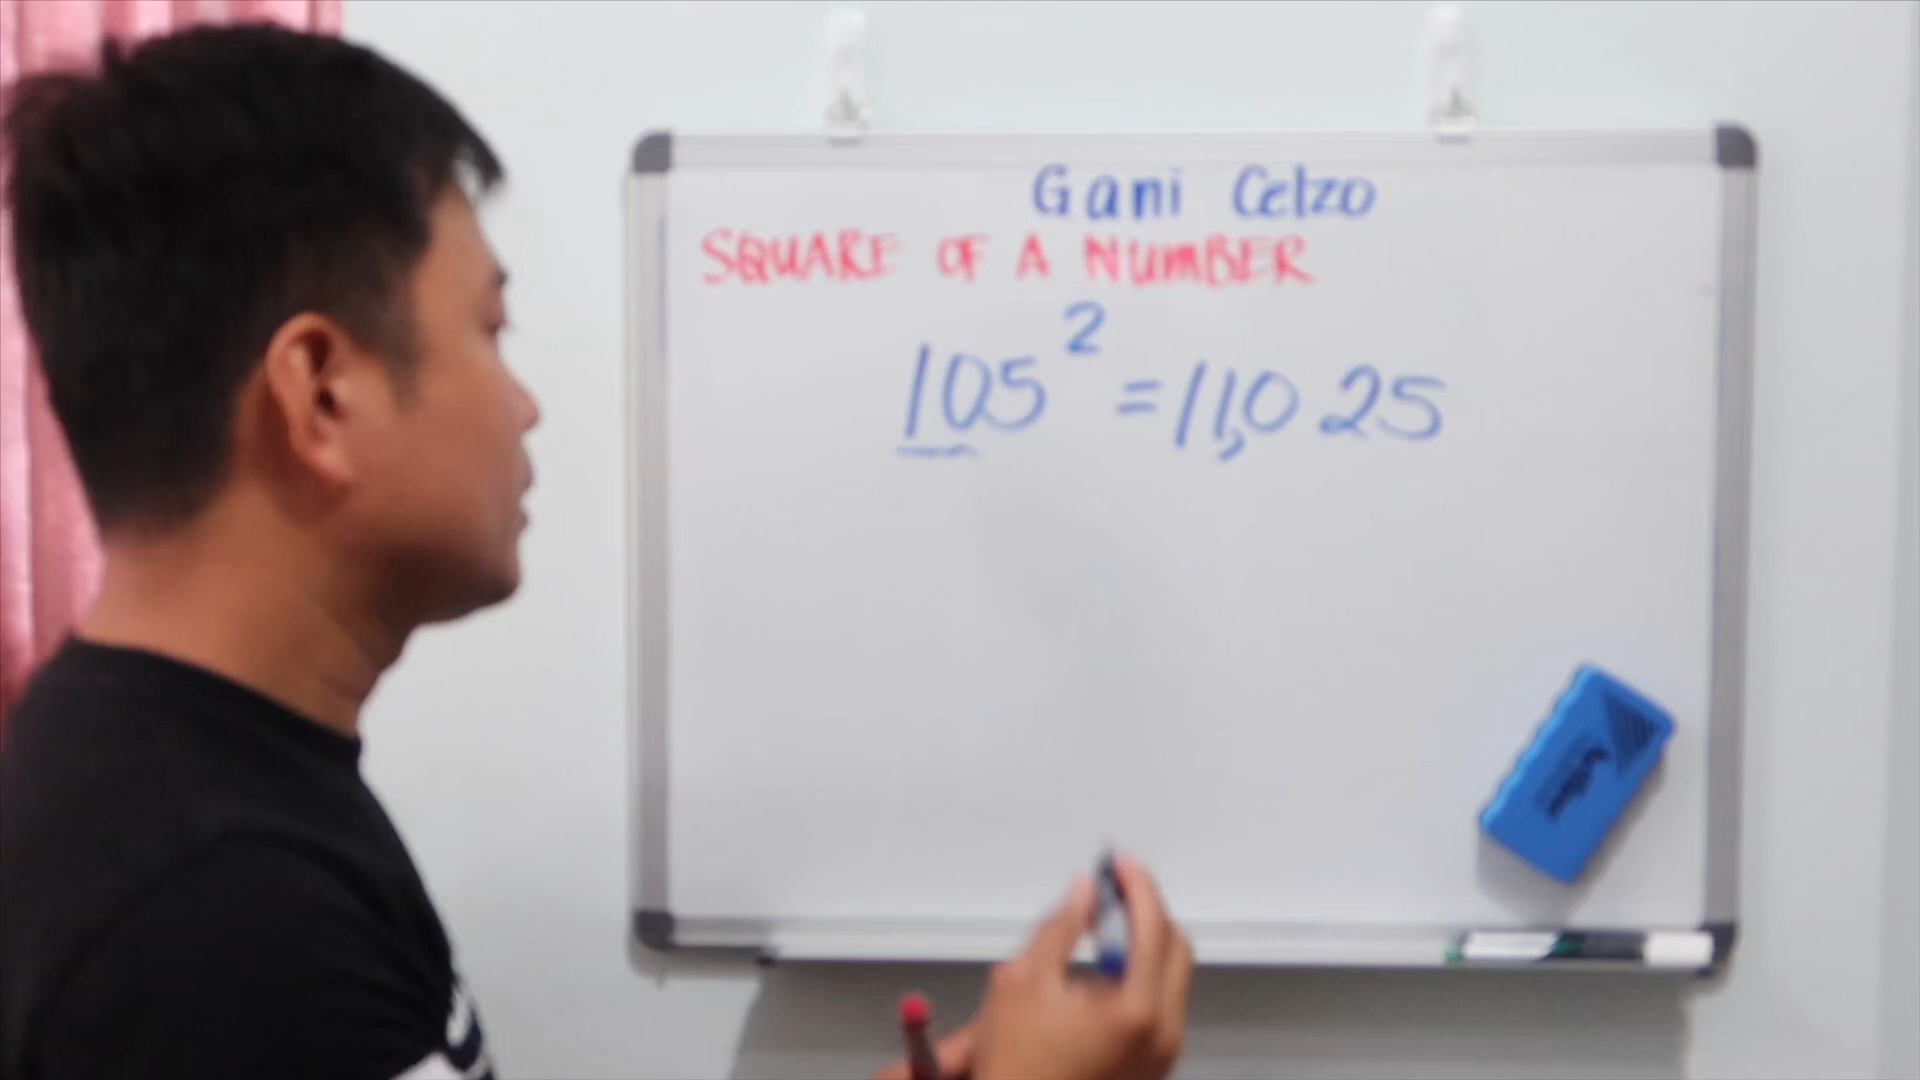 Gani Celzo
SQUARE OF A NUMBER
105² = 11,025